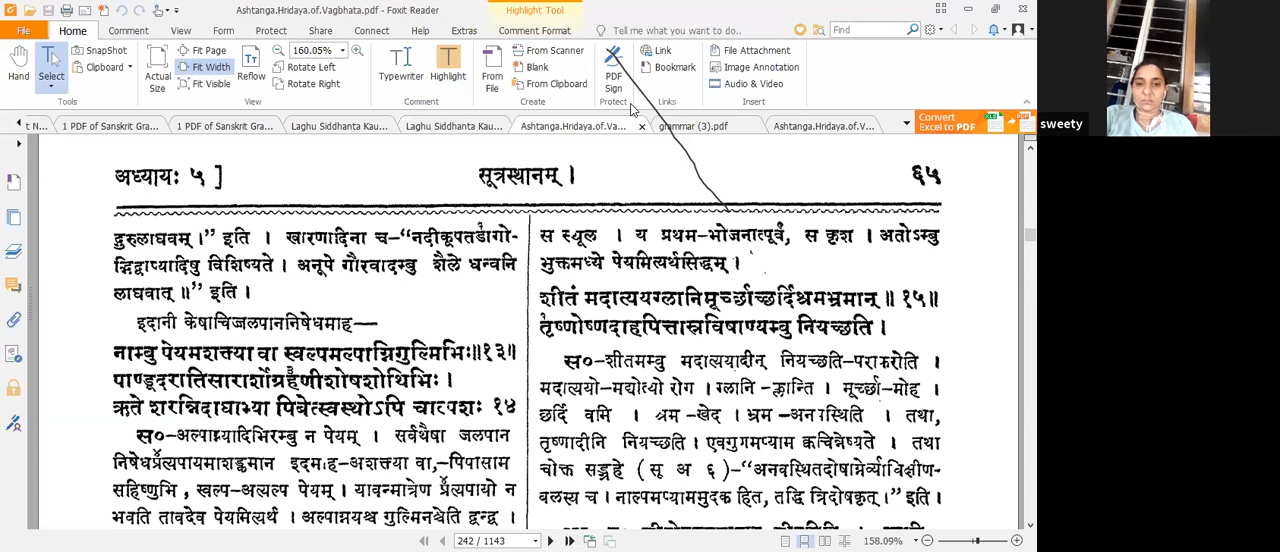 Ashtanga.Hridaya.of.Vagbhata.pdf - Foxit Reader
Highlight Tool
File Home Comment View Form Protect Share Connect Help Extras Comment Format Tell me what you want to do... Find
SnapShot Fit Page 160.05% From Scanner Link File Attachment
Clipboard Fit Width Rotate Left Blank Bookmark Image Annotation
Fit Visible Rotate Right From Clipboard Audio & Video
Hand Select Actual Size Reflow Typewriter Highlight From File PDF Sign
Tools View Comment Create Protect Links Insert
t N... 1 PDF of Sanskrit Gra... 1 PDF of Sanskrit Gra... Laghu Siddhanta Kau... Laghu Siddhanta Kau... Ashtanga.Hridaya.of.Va... grammar (3).pdf Ashtanga.Hridaya.of.V...
Convert Excel to PDF
sweety
अध्यायः ५ ] सूत्रस्थानम् । ६५
द्गुरुलाघवम् ।” इति । खारणादिना च–“नदीकूपतडागो-
विशिष्यते । अनूपे गौरवादम्बु शैले धन्वनि
लाघवात् ॥” इति ।
इदानी केषाचिज्जलपाननिषेधमाह—
नाम्बु पेयमशक्त्या वा स्वल्पमल्पाग्निगुल्मिभिः॥१३॥
पाण्डूदरातिसारार्शोग्रहणीशोषशोथिभिः ।
ऋते शरन्निदाघाभ्या पिबेत्स्वस्थोऽपि चाल्पशः १४
स०–अल्पाग्न्यादिभिरम्बु न पेयम् । सर्वथैषा जलपान
इदमाह–अशक्त्या वा,–पिपासाम
सहिष्णुभि, स्वल्प–अत्यल्प पेयम् । यावन्मात्रेण प्रत्यपायो न
भवति तावदेव पेयमित्यर्थ । अल्पाग्नयश्च गुल्मिनश्चेति द्वन्द्व ।
स स्थूल । य प्रथम–भोजनात्पूर्वं, स कृश । अतोऽम्बु
भुक्तमध्ये पेयमित्यर्थसिद्धम् ।
शीतं मदात्ययग्लानिमूर्च्छाच्छर्दिश्रमभ्रमान् ॥ १५॥
तृष्णोष्णदाहपित्तास्रविषाण्यम्बु नियच्छति ।
स०–शीतमम्बु मदात्ययादीन् नियच्छति–पराकरोति ।
मदात्ययो–मद्योत्थो रोग । ग्लानि–क्लान्ति । मूर्च्छा–मोह ।
छर्दि वमि । श्रम–खेद । भ्रम–अनवस्थिति । तथा,
तृष्णादीनि नियच्छति । एवगुणमप्याम कचिन्नेष्यते । तथा
चोक्त सङ्ग्रहे ( सू अ ६ )–
बलस्य च । नाल्पमप्याममुदक हित, तद्धि त्रिदोषकृत् ।” इति ।
242 / 1143 158.09%